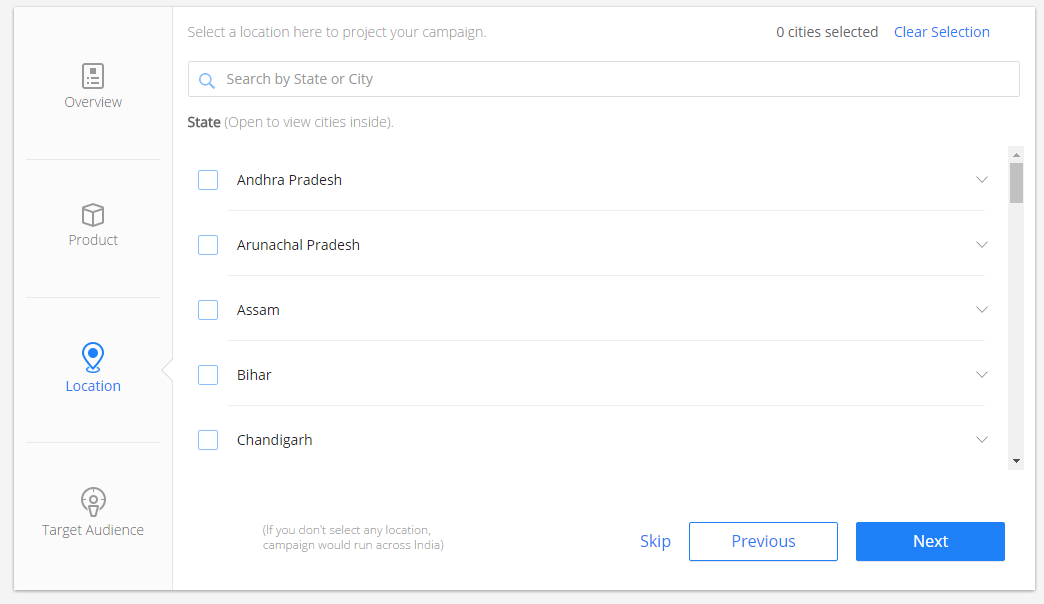 Overview
Product
Location
Target Audience
Select a location here to project your campaign.
0 cities selected Clear Selection
Search by State or City
State (Open to view cities inside).
Andhra Pradesh
Arunachal Pradesh
Assam
Bihar
Chandigarh
(If you don't select any location,
campaign would run across India)
Skip Previous Next